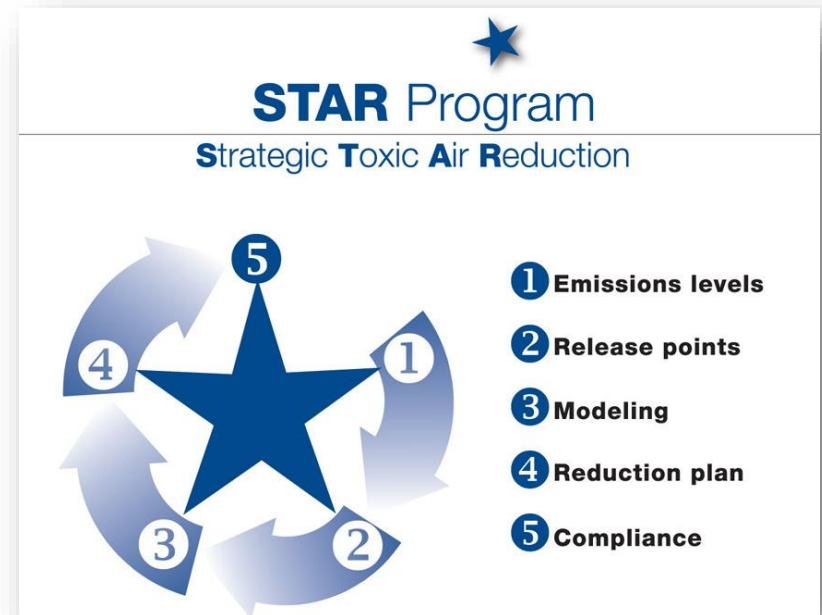 STAR Program
Strategic Toxic Air Reduction
5
4
1
3
2
1 Emissions levels
2 Release points
3 Modeling
4 Reduction plan
5 Compliance